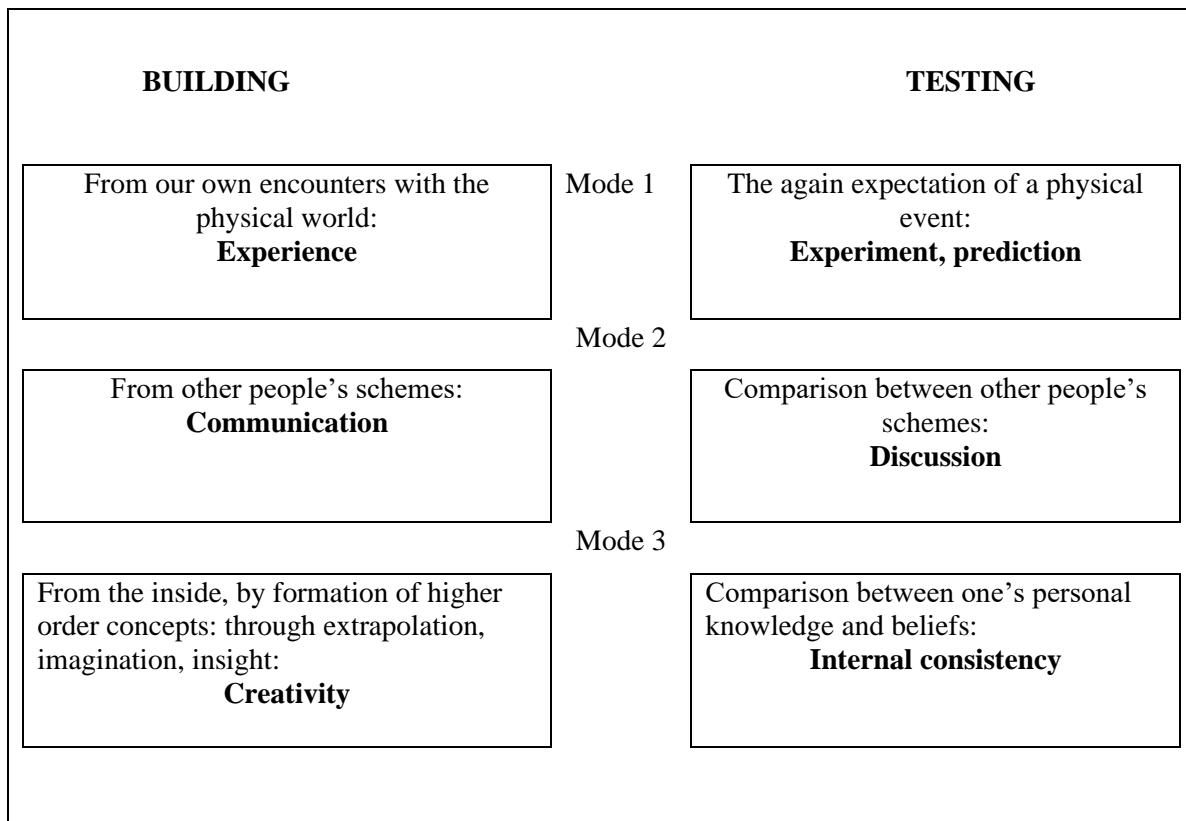 BUILDING
TESTING
From our own encounters with the
physical world:
Experience
Mode 1
The again expectation of a physical
event:
Experiment, prediction
Mode 2
From other people’s schemes:
Communication
Comparison between other people’s
schemes:
Discussion
Mode 3
From the inside, by formation of higher
order concepts: through extrapolation,
imagination, insight:
Creativity
Comparison between one’s personal
knowledge and beliefs:
Internal consistency